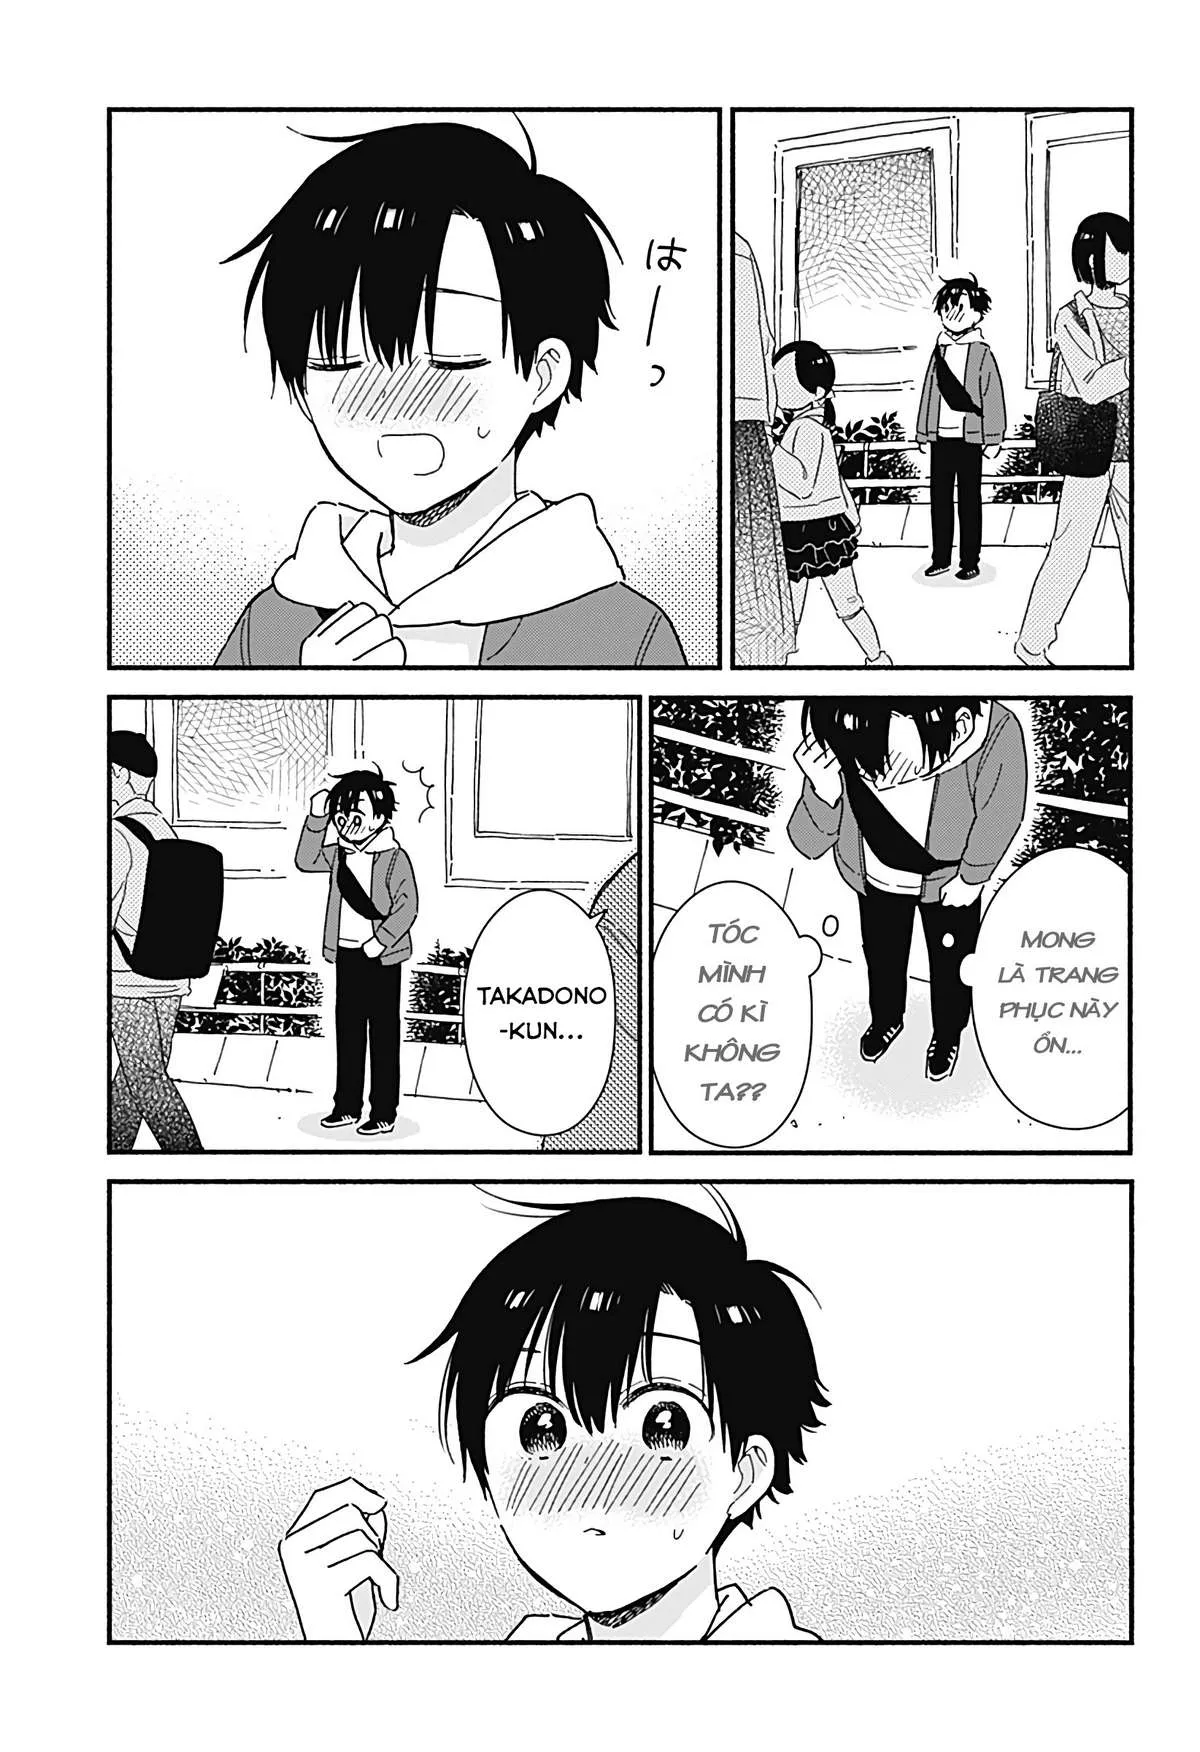 は
ー
っ
MONG
LÀ TRANG
PHỤC NÀY
ỔN...
TÓC
MÌNH
CÓ KÌ
KHÔNG
TA??
TAKADONO
-KUN...